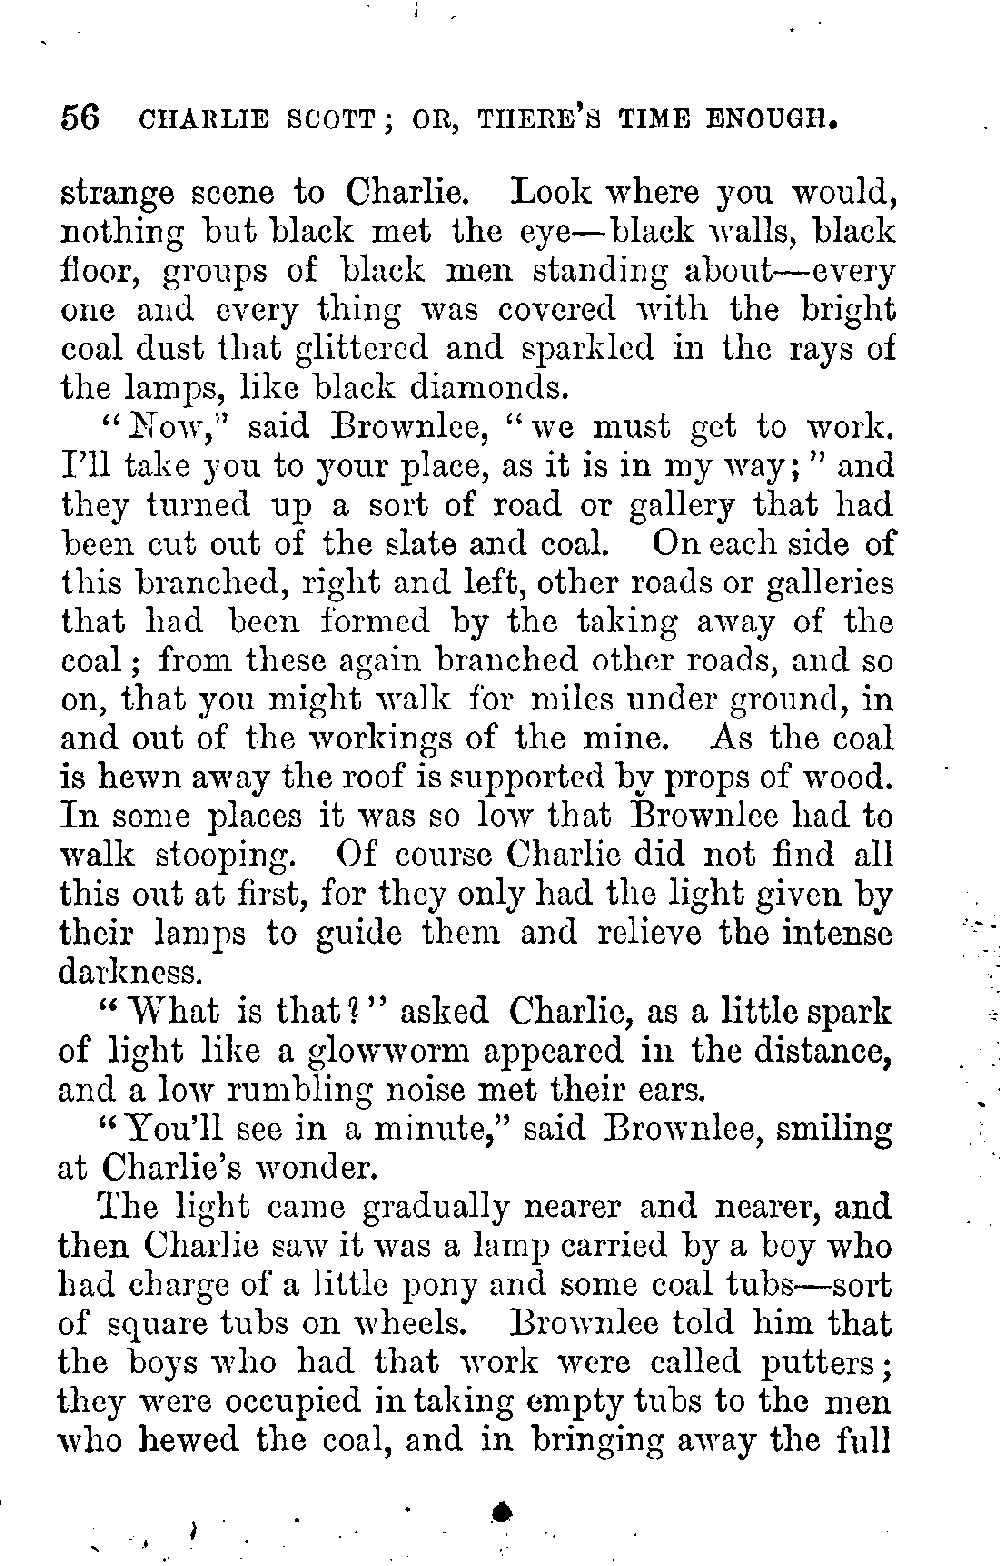 56 CHARLIE SCOTT; OR, THERE'S TIME ENOUGH.
strange scene to Charlie. Look where you would,
nothing but black met the eye—black walls, black
floor, groups of black men standing about—every
one and every thing was covered with the bright
coal dust that glittered and sparkled in the rays of
the lamps, like black diamonds.
"Now," said Brownlee, "we must get to work.
I'll take you to your place, as it is in my way;" and
they turned up a sort of road or gallery that had
been cut out of the slate and coal. On each side of
this branched, right and left, other roads or galleries
that had been formed by the taking away of the
coal; from these again branched other roads, and so
on, that you might walk for miles under ground, in
and out of the workings of the mine. As the coal
is hewn away the roof is supported by props of wood.
In some places it was so low that Brownlee had to
walk stooping. Of course Charlie did not find all
this out at first, for they only had the light given by
their lamps to guide them and relieve the intense
darkness.
"What is that?" asked Charlie, as a little spark
of light like a glowworm appeared in the distance,
and a low rumbling noise met their ears.
"You'll see in a minute," said Brownlee, smiling
at Charlie's wonder.
The light came gradually nearer and nearer, and
then Charlie saw it was a lamp carried by a boy who
had charge of a little pony and some coal tubs—sort
of square tubs on wheels. Brownlee told him that
the boys who had that work were called putters;
they were occupied in taking empty tubs to the men
who hewed the coal, and in bringing away the full